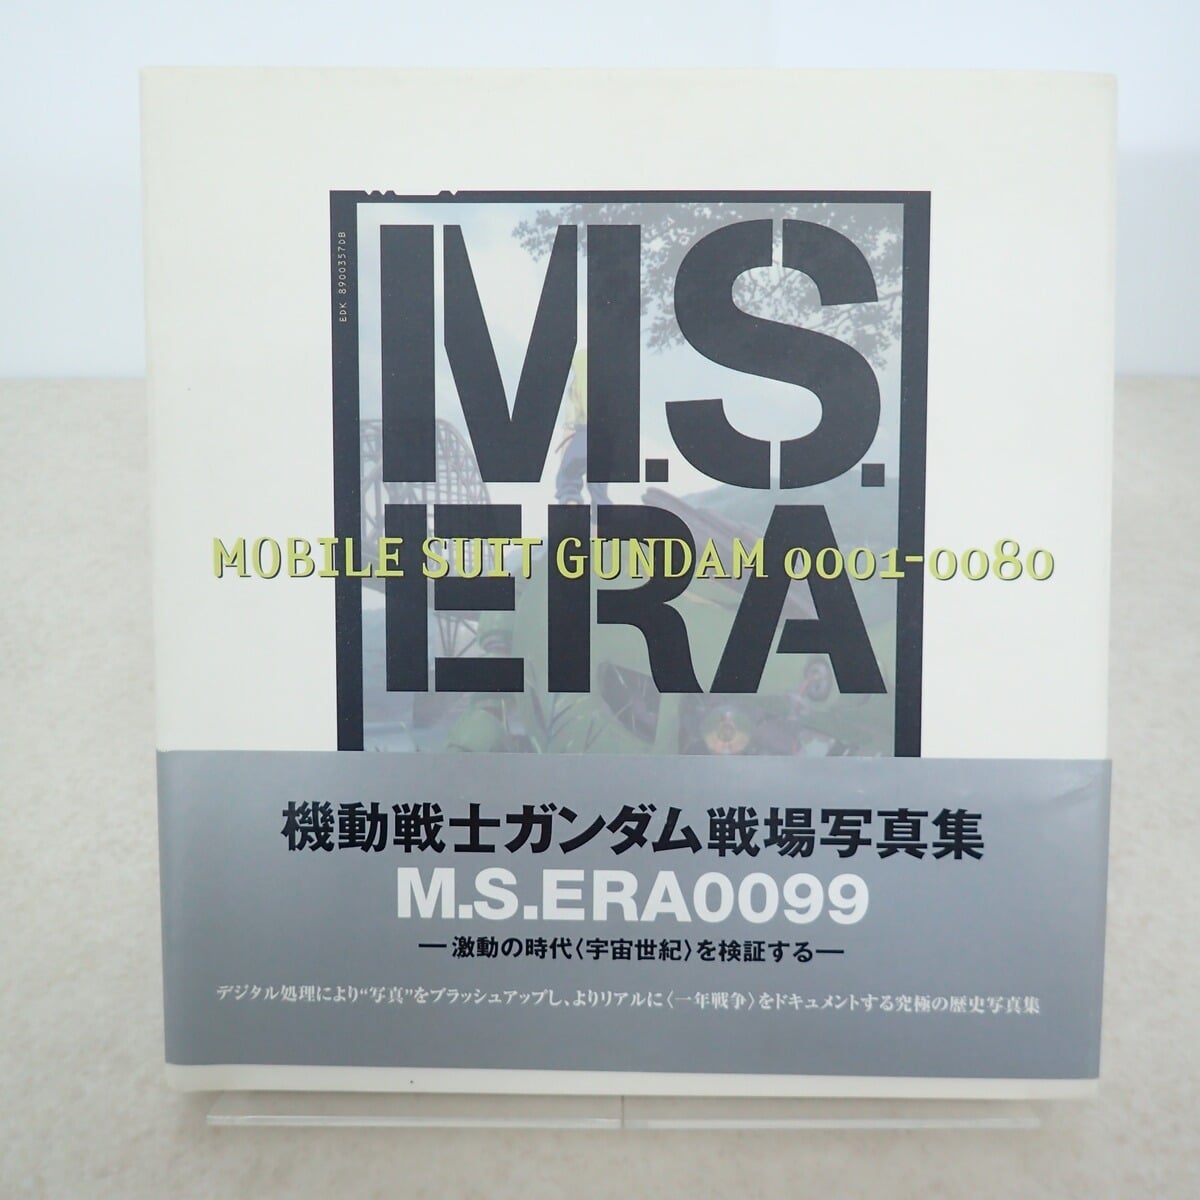 EDK 8900357DB
M.S.
ERA
MOBILE SUIT GUNDAM 0001-0080
機動戦士ガンダム戦場写真集
M.S.ERA0099
―激動の時代〈宇宙世紀〉を検証する―
デジタル処理により“写真”をブラッシュアップし、よりリアルに〈一年戦争〉をドキュメントする究極の歴史写真集